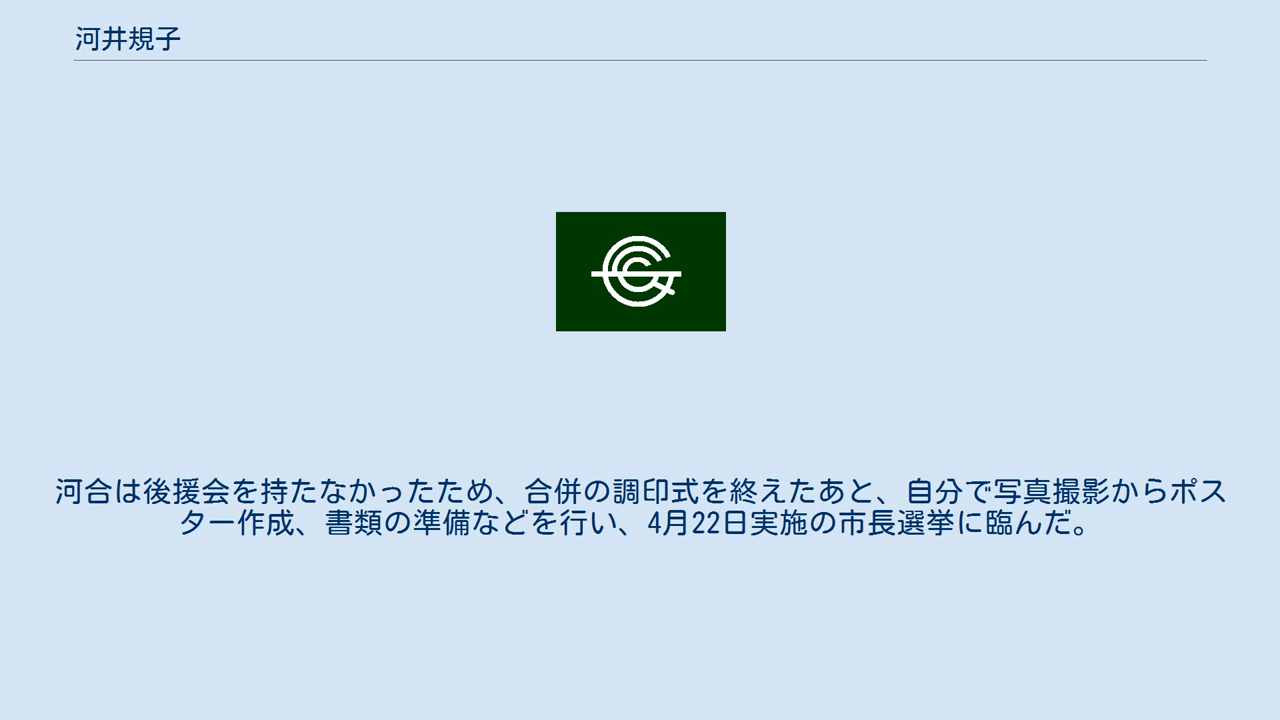 河井規子
河合は後援会を持たなかったため、合併の調印式を終えたあと、自分で写真撮影からポス
ター作成、書類の準備などを行い、4月22日実施の市長選挙に臨んだ。